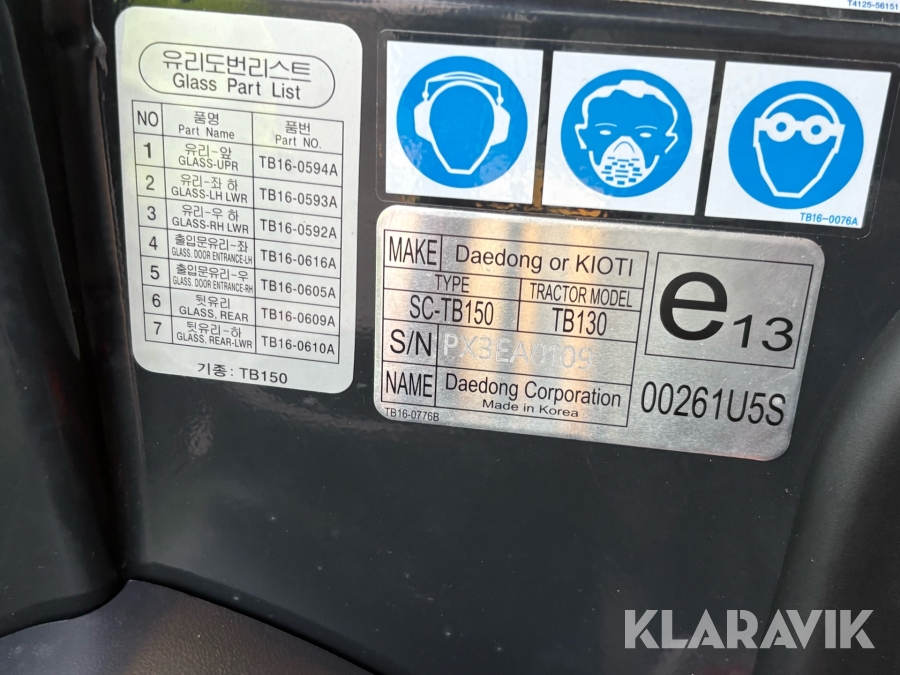 T4125-56151
유리도번리스트
Glass Part List
NO 품명 Part Name 품번 Part NO.
1 유리-앞 GLASS-UPR TB16-0594A
2 유리-좌 하 GLASS-LH LWR TB16-0593A
3 유리-우 하 GLASS-RH LWR TB16-0592A
4 출입문유리-좌 GLASS, DOOR ENTRANCE-LH TB16-0616A
5 출입문유리-우 GLASS, DOOR ENTRANCE-RH TB16-0605A
6 뒷유리 GLASS, REAR TB16-0609A
7 뒷유리-하 GLASS, REAR-LWR TB16-0610A
기종: TB150
TB16-0076A
MAKE Daedong or KIOTI
TYPE TRACTOR MODEL
SC-TB150 TB130
S/N PX3EA0109
NAME Daedong Corporation
Made in Korea
TB16-0776B
e13
00261U5S
KLARAVIK